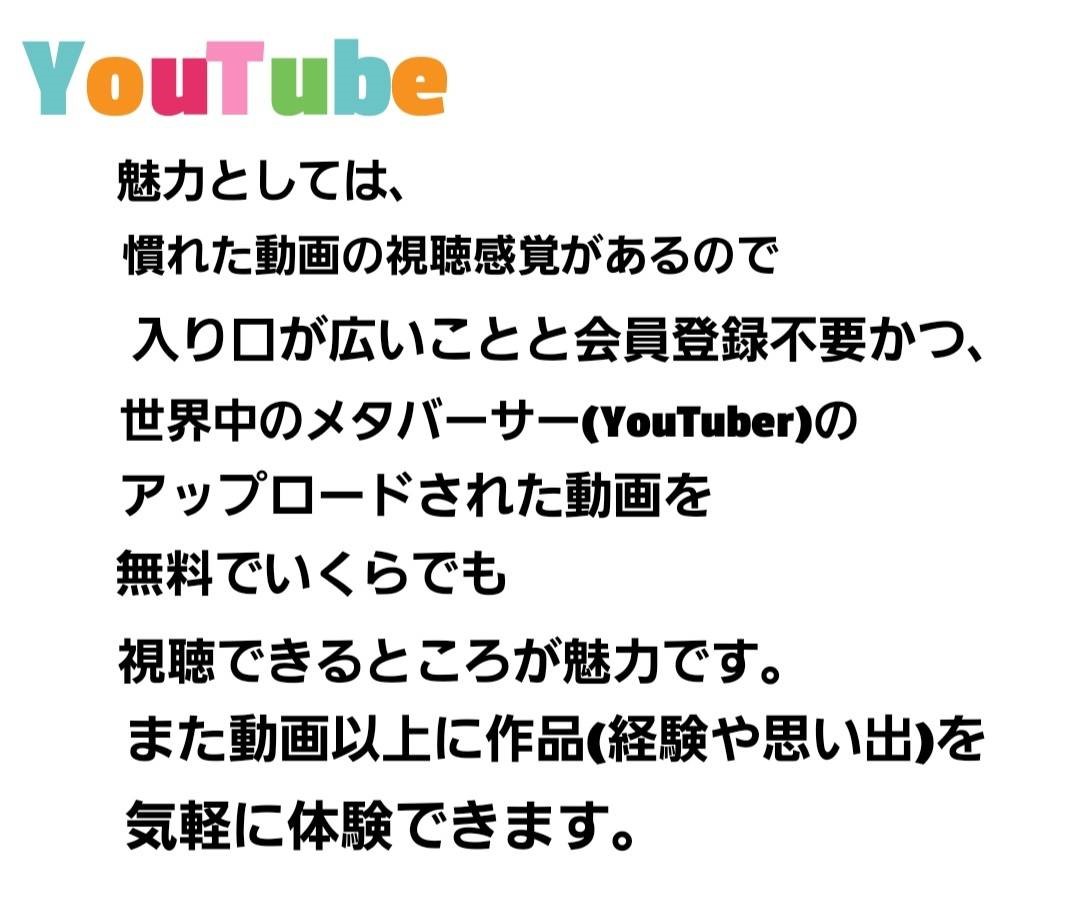 YouTube
魅力としては、
慣れた動画の視聴感覚があるので
入り口が広いことと会員登録不要かつ、
世界中のメタバーサー(YouTuber)の
アップロードされた動画を
無料でいくらでも
視聴できるところが魅力です。
また動画以上に作品(経験や思い出)を
気軽に体験できます。